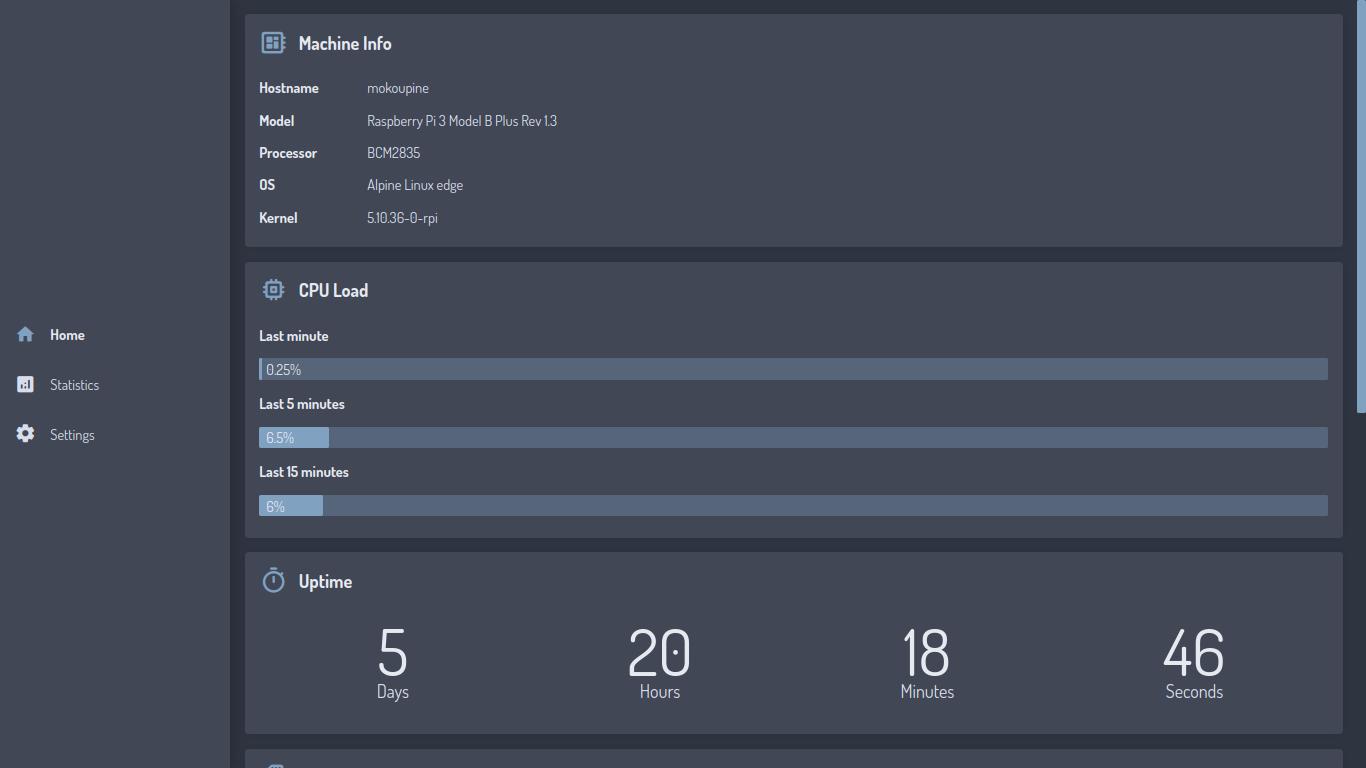 Home
Statistics
Settings
Machine Info
Hostname mokoupine
Model Raspberry Pi 3 Model B Plus Rev 1.3
Processor BCM2835
OS Alpine Linux edge
Kernel 5.10.36-0-rpi
CPU Load
Last minute
0.25%
Last 5 minutes
6.5%
Last 15 minutes
6%
Uptime
5 20 18 46
Days Hours Minutes Seconds